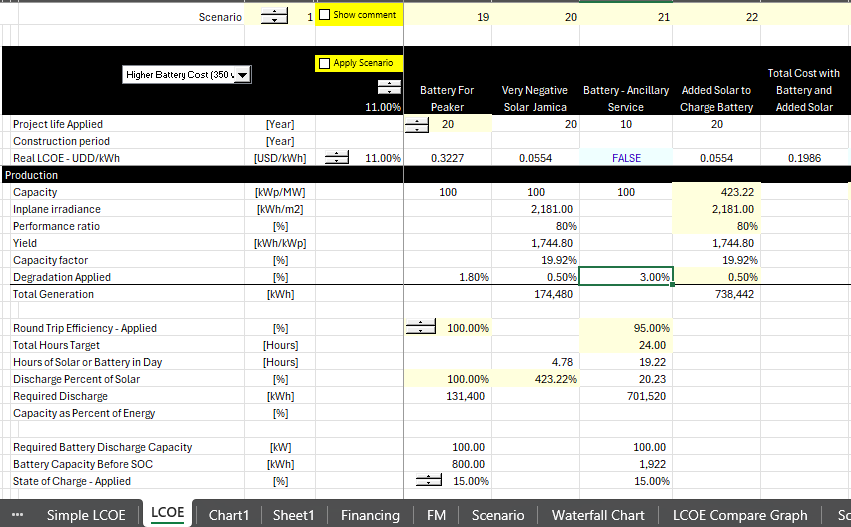 Scenario 1 Show comment 19 20 21 22
Apply Scenario
Higher Battery Cost (350 v
Total Cost with
Battery For Very Negative Battery - Ancillary Added Solar to Battery and
11.00% Peaker Solar Jamica Service Charge Battery Added Solar
Project life Applied [Year] 20 20 10 20
Construction period [Year]
Real LCOE - UDD/kWh [USD/kWh] 11.00% 0.3227 0.0554 FALSE 0.0554 0.1986
Production
Capacity [kWp/MW] 100 100 100 423.22
Inplane irradiance [kWh/m2] 2,181.00 2,181.00
Performance ratio [%] 80% 80%
Yield [kWh/kWp] 1,744.80 1,744.80
Capacity factor [%] 19.92% 19.92%
Degradation Applied [%] 1.80% 0.50% 3.00% 0.50%
Total Generation [kWh] 174,480 738,442
Round Trip Efficiency - Applied [%] 100.00% 95.00%
Total Hours Target [Hours] 24.00
Hours of Solar or Battery in Day [Hours] 4.78 19.22
Discharge Percent of Solar [%] 100.00% 423.22% 20.23
Required Discharge [kWh] 131,400 701,520
Capacity as Percent of Energy [%]
Required Battery Discharge Capacity [kW] 100.00 100.00
Battery Capacity Before SOC [kWh] 800.00 1,922
State of Charge - Applied [%] 15.00% 15.00%
... Simple LCOE LCOE Chart1 Sheet1 Financing FM Scenario Waterfall Chart LCOE Compare Graph Sc